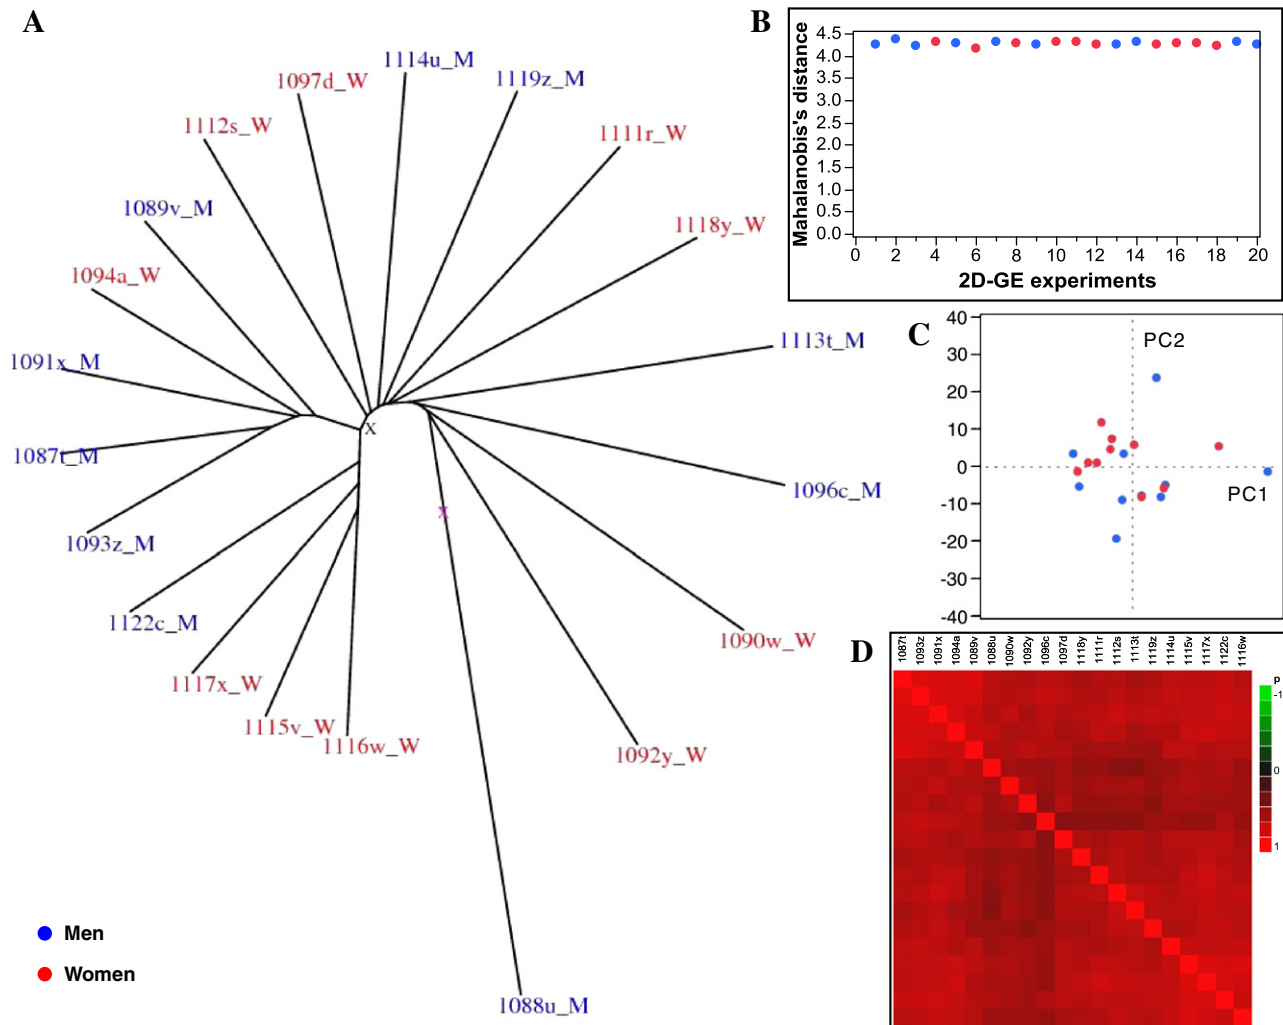 A
1114u_M
1097d_W
1119z_M
1112s_W
1111r_W
1089v_M
1118y_W
1094a_W
1113t_M
1091x_M
X
1087t_M
1096c_M
x
1093z_M
1122c_M
1090w_W
1117x_W
1115v_W
1116w_W
1092y_W
1088u_M
Men
Women
B
Mahalanobis's distance
4.5
4.0
3.5
3.0
2.5
2.0
1.5
1.0
0.5
0.0
0 2 4 6 8 10 12 14 16 18 20
2D-GE experiments
C
40
30
20
10
0
-10
-20
-30
-40
PC2
PC1
D
1087t 1093z 1091x 1094a 1089v 1088u 1090w 1092y 1096c 1097d 1118y 1111r 1112s 1113t 1119z 1114u 1115v 1117x 1122c 1116w
p
-1
0
1